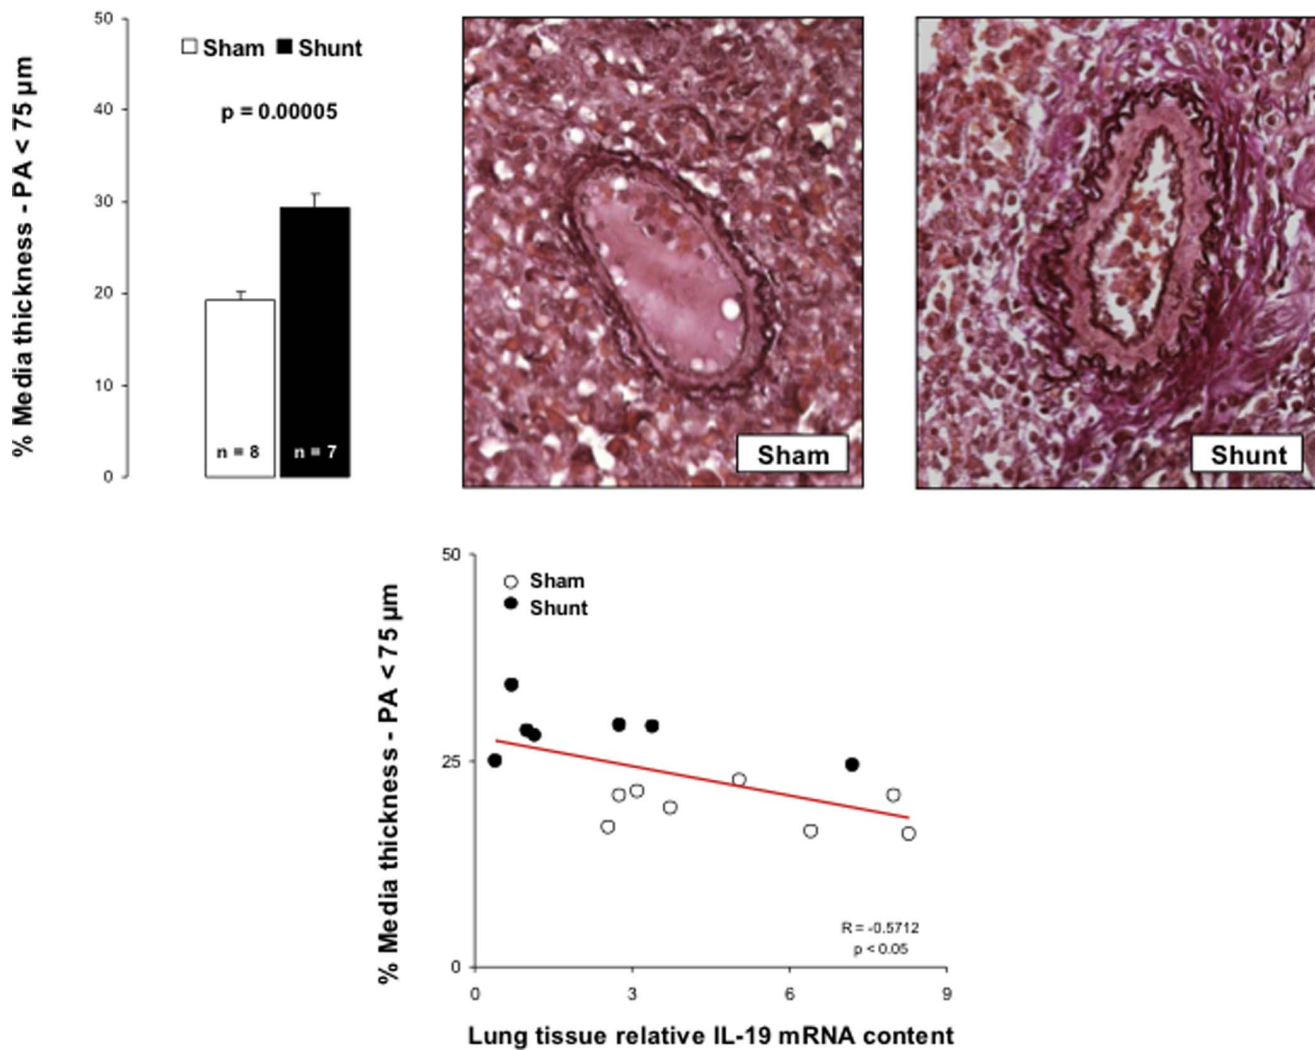 % Media thickness - PA < 75 µm
50
40
30
20
10
0
Sham Shunt
p = 0.00005
n = 8 n = 7
Sham
Shunt
% Media thickness - PA < 75 µm
50
25
0
Sham
Shunt
R = -0.5712
p < 0.05
0 3 6 9
Lung tissue relative IL-19 mRNA content